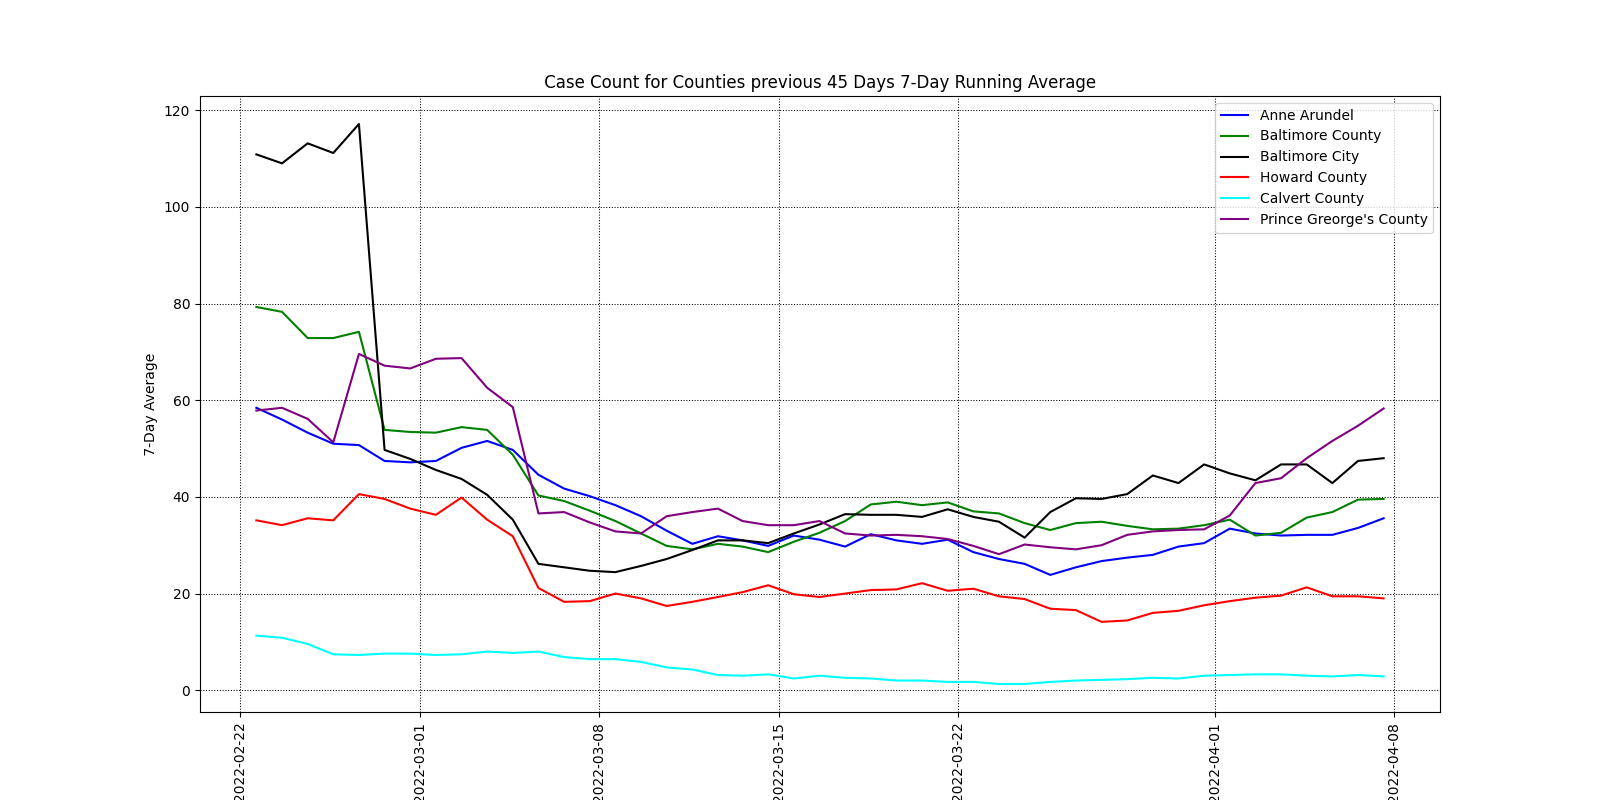 Case Count for Counties previous 45 Days 7-Day Running Average
120
100
80
60
40
20
0
7-Day Average
Anne Arundel
Baltimore County
Baltimore City
Howard County
Calvert County
Prince Greorge's County
2022-02-22
2022-03-01
2022-03-08
2022-03-15
2022-03-22
2022-04-01
2022-04-08